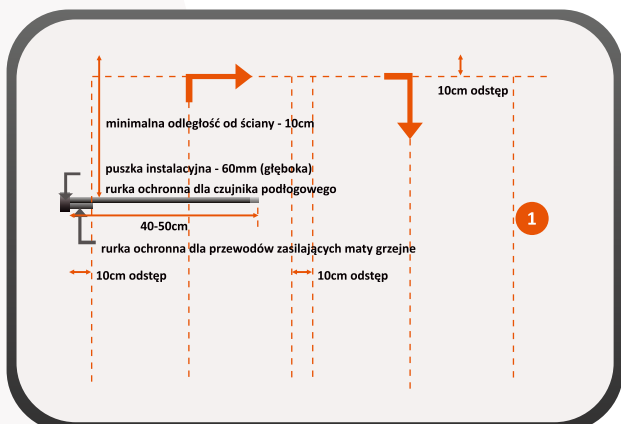 10cm odstęp
minimalna odległość od ściany - 10cm
puszka instalacyjna - 60mm (głęboka)
rurka ochronna dla czujnika podłogowego
40-50cm
1
rurka ochronna dla przewodów zasilających maty grzejne
10cm odstęp
10cm odstęp